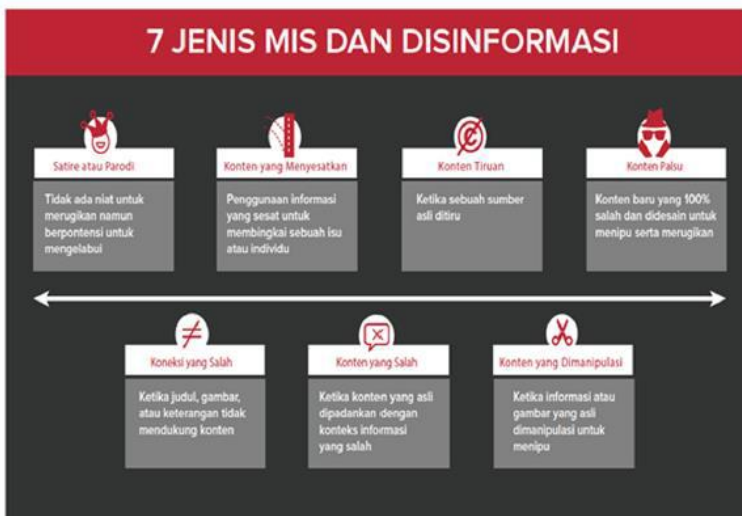 7 JENIS MIS DAN DISINFORMASI
Satire atau Parodi
Tidak ada niat untuk
merugikan namun
berpotensi untuk
mengelabui
Konten yang Menyesatkan
Penggunaan informasi
yang sesat untuk
membingkai sebuah isu
atau individu
Konten Tiruan
Ketika sebuah sumber
asli ditiru
Konten Palsu
Konten baru yang 100%
salah dan didesain untuk
menipu serta merugikan
Koneksi yang Salah
Ketika judul, gambar,
atau keterangan tidak
mendukung konten
Konten yang Salah
Ketika konten yang asli
dipadankan dengan
konteks informasi
yang salah
Konten yang Dimanipulasi
Ketika informasi atau
gambar yang asli
dimanipulasi untuk
menipu